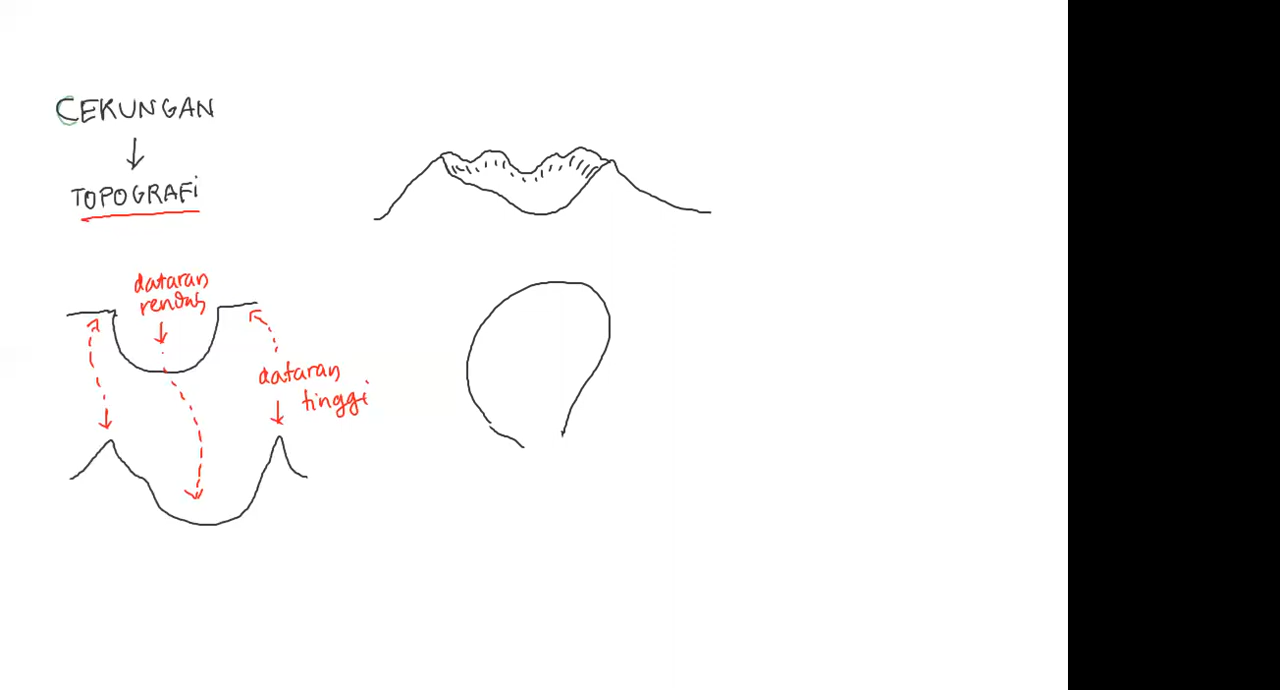 CEKUNGAN
TOPOGRAFi
dataran
rendah
dataran
tinggi